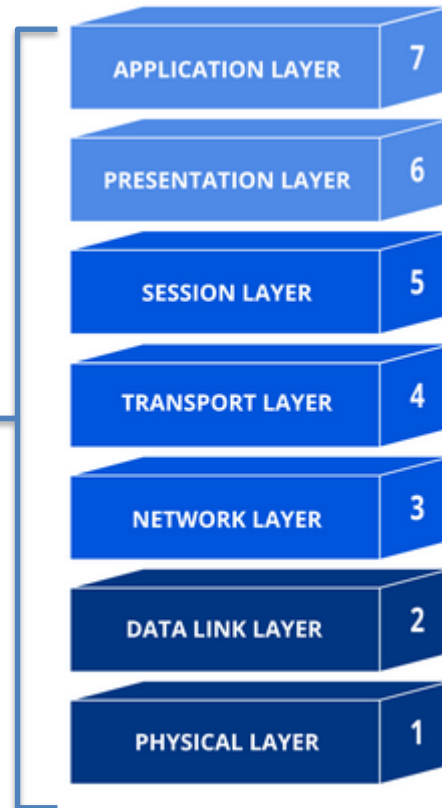 APPLICATION LAYER 7
PRESENTATION LAYER 6
SESSION LAYER 5
TRANSPORT LAYER 4
NETWORK LAYER 3
DATA LINK LAYER 2
PHYSICAL LAYER 1